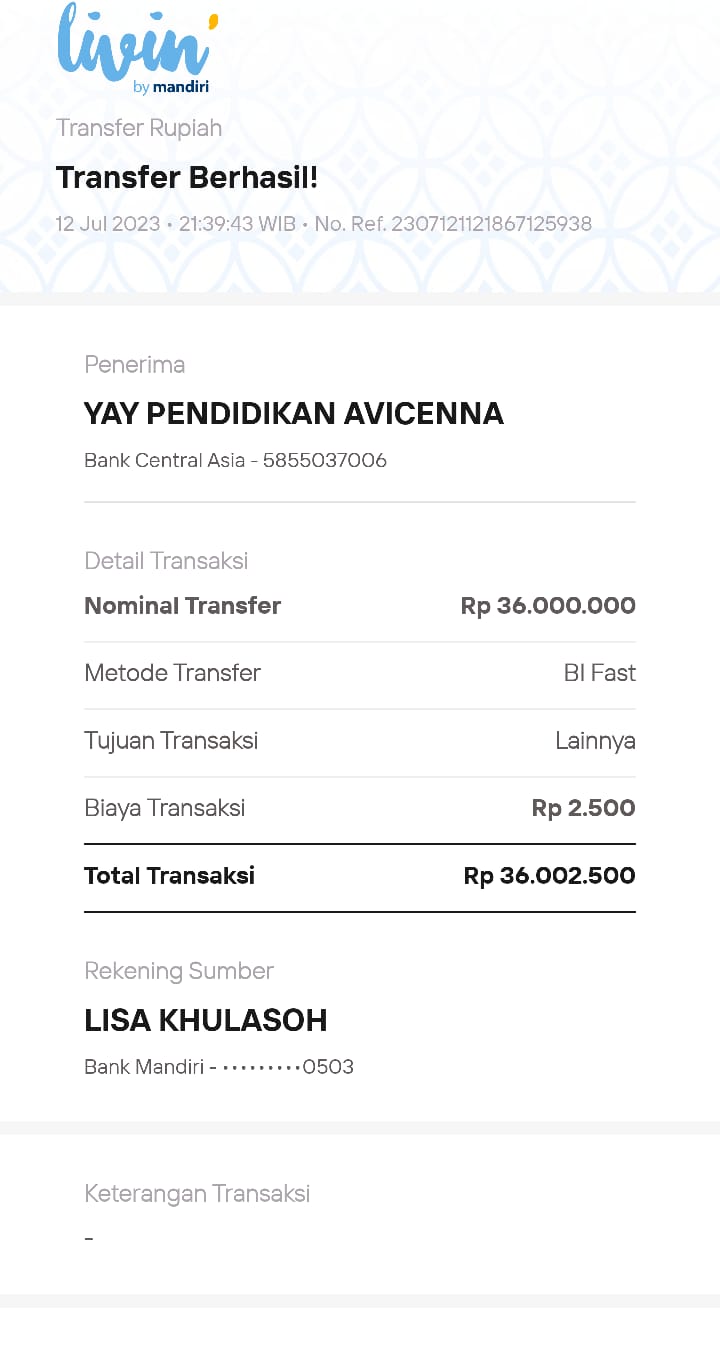 livin'
by mandiri
Transfer Rupiah
Transfer Berhasil!
12 Jul 2023 • 21:39:43 WIB • No. Ref. 2307121121867125938
Penerima
YAY PENDIDIKAN AVICENNA
Bank Central Asia - 5855037006
Detail Transaksi
Nominal Transfer Rp 36.000.000
Metode Transfer BI Fast
Tujuan Transaksi Lainnya
Biaya Transaksi Rp 2.500
Total Transaksi Rp 36.002.500
Rekening Sumber
LISA KHULASOH
Bank Mandiri - •••••••••0503
Keterangan Transaksi
-